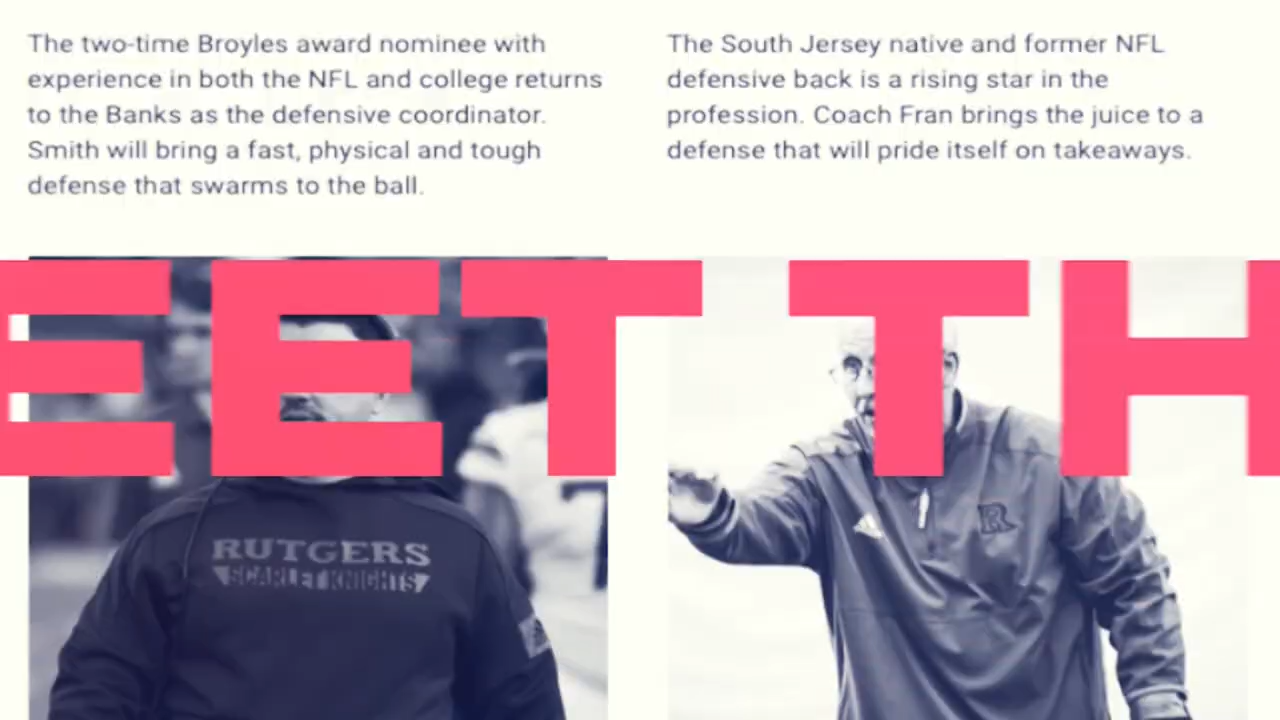 The two-time Broyles award nominee with
experience in both the NFL and college returns
to the Banks as the defensive coordinator.
Smith will bring a fast, physical and tough
defense that swarms to the ball.
The South Jersey native and former NFL
defensive back is a rising star in the
profession. Coach Fran brings the juice to a
defense that will pride itself on takeaways.
EET TH
RUTGERS
SCARLET KNIGHTS
R